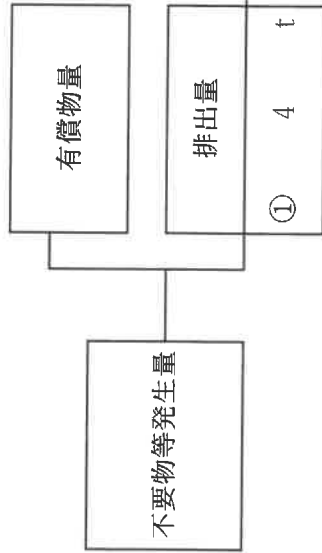 不要物等発生量
有償物量
排出量
① 4 t